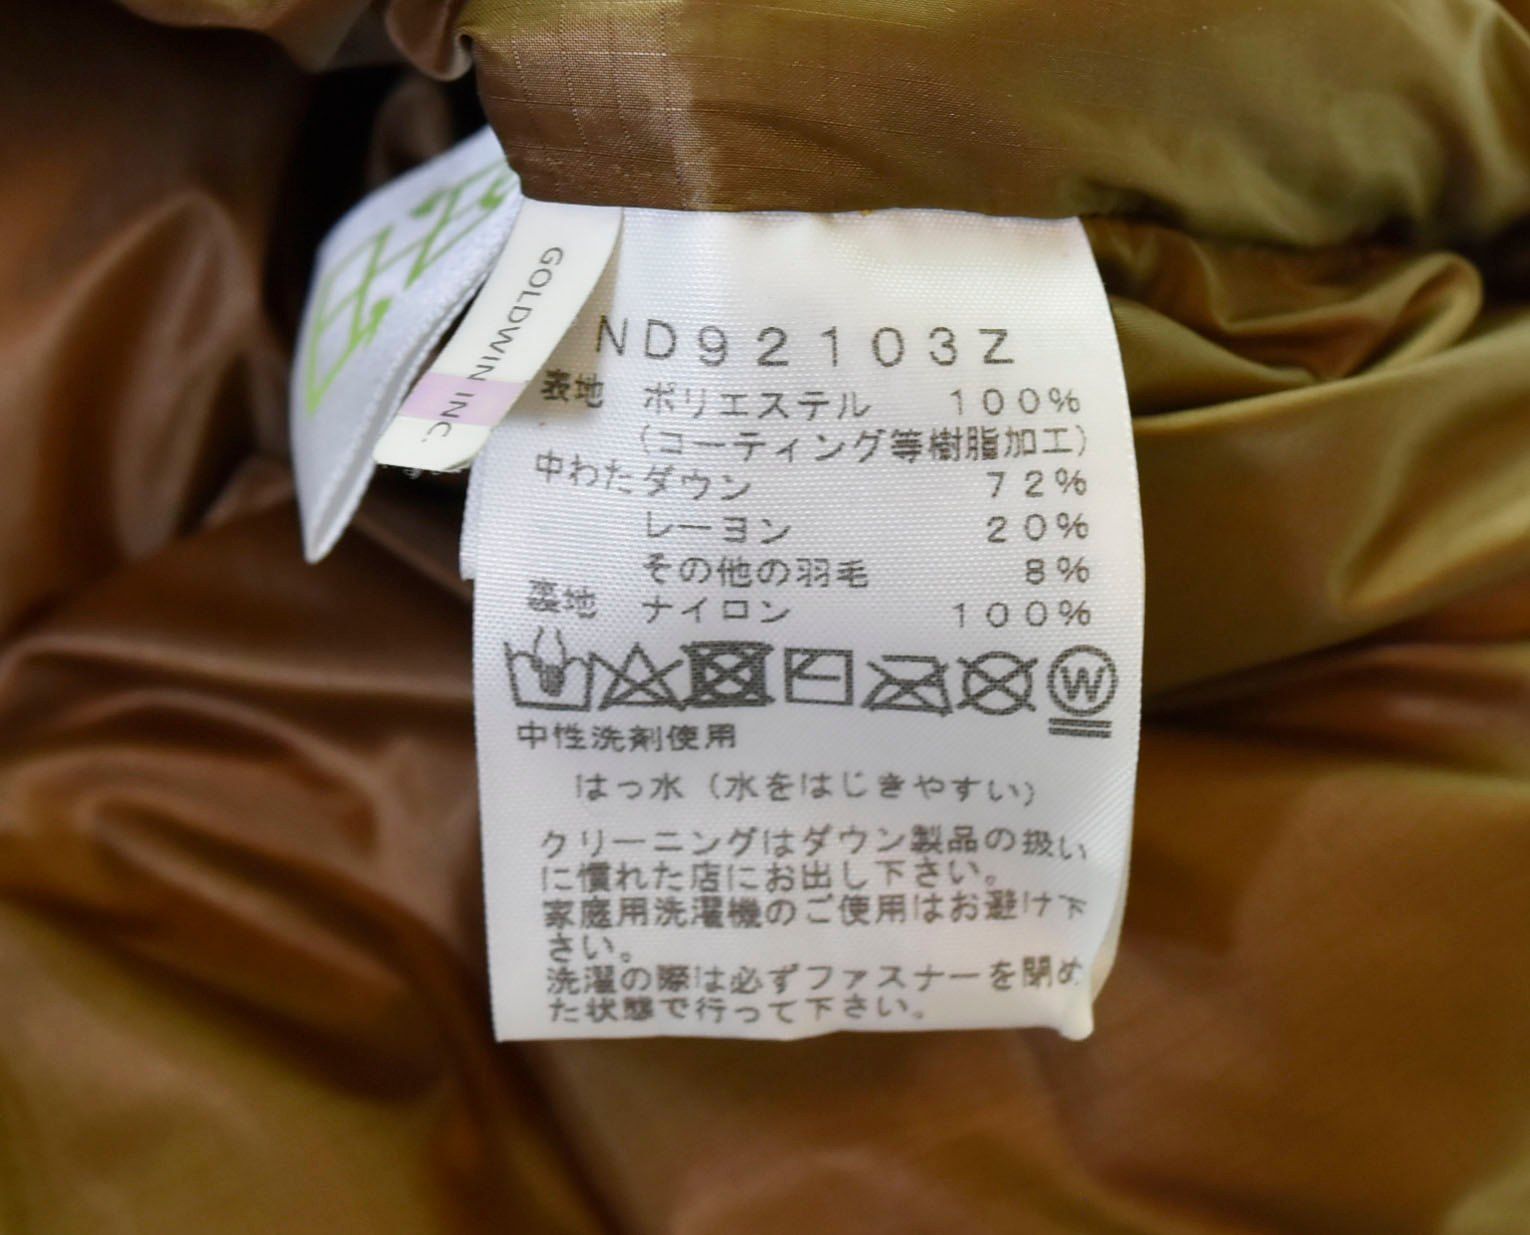 GOLDWIN INC.
ND92103Z
表地 ポリエステル 100%
(コーティング等樹脂加工)
中わた ダウン 72%
レーヨン 20%
その他の羽毛 8%
裏地 ナイロン 100%
W
中性洗剤使用
はっ水(水をはじきやすい)
クリーニングはダウン製品の扱い
に慣れた店にお出し下さい。
家庭用洗濯機のご使用はお避け下
さい。
洗濯の際は必ずファスナーを閉め
た状態で行って下さい。